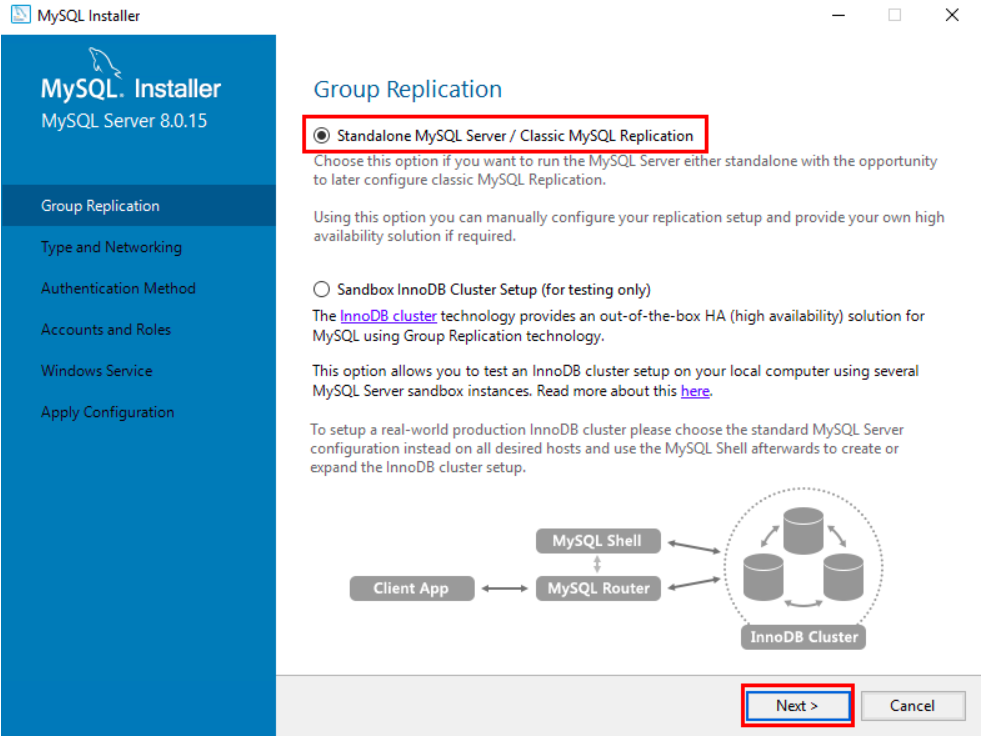 MySQL Installer
MySQL. Installer
MySQL Server 8.0.15
Group Replication
Type and Networking
Authentication Method
Accounts and Roles
Windows Service
Apply Configuration
Group Replication
Standalone MySQL Server / Classic MySQL Replication
Choose this option if you want to run the MySQL Server either standalone with the opportunity
to later configure classic MySQL Replication.
Using this option you can manually configure your replication setup and provide your own high
availability solution if required.
Sandbox InnoDB Cluster Setup (for testing only)
The InnoDB cluster technology provides an out-of-the-box HA (high availability) solution for
MySQL using Group Replication technology.
This option allows you to test an InnoDB cluster setup on your local computer using several
MySQL Server sandbox instances. Read more about this here.
To setup a real-world production InnoDB cluster please choose the standard MySQL Server
configuration instead on all desired hosts and use the MySQL Shell afterwards to create or
expand the InnoDB cluster setup.
MySQL Shell
Client App
MySQL Router
InnoDB Cluster
Next >
Cancel